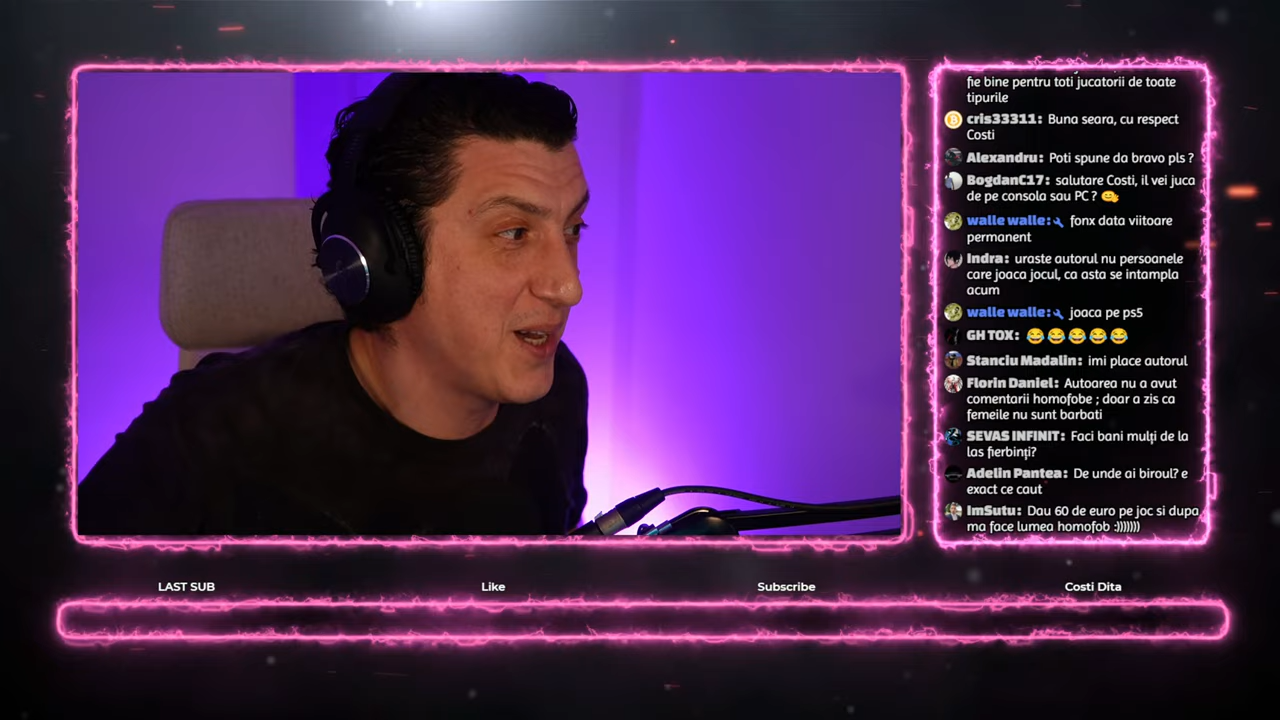 fie bine pentru toti jucatorii de toate
tipurile
cris33311: Buna seara, cu respect
Costi
Alexandru: Poti spune da bravo pls ?
BogdanC17: salutare Costi, il vei juca
de pe consola sau PC?
walle walle: fonx data viitoare
permanent
Indra: uraste autorul nu persoanele
care joaca jocul, ca asta se intampla
acum
walle walle: joaca pe ps5
GH TOX: 😂😂😂😂😂
Stanciu Madalin: imi place autorul
Florin Daniel: Autoarea nu a avut
comentarii homofobe ; doar a zis ca
femeile nu sunt barbati
SEVAS INFINIT: Faci bani mulți de la
las fierbinți?
Adelin Pantea: De unde ai biroul? e
exact ce caut
ImSutu: Dau 60 de euro pe joc si dupa
ma face lumea homofob :)))))))
LAST SUB
Like
Subscribe
Costi Dita